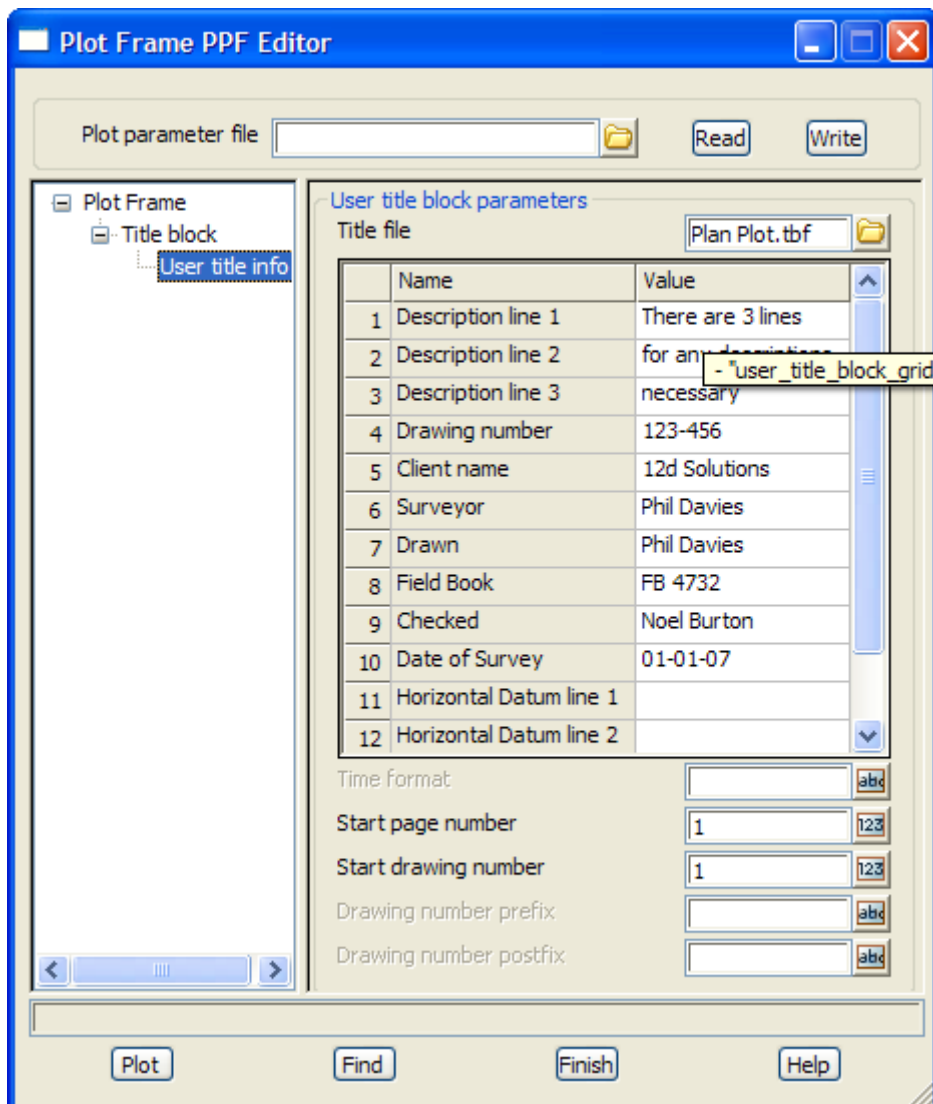 Plot Frame PPF Editor
Plot parameter file Read Write
Plot Frame
Title block
User title info
User title block parameters
Title file Plan Plot.tbf
Name Value
1 Description line 1 There are 3 lines
2 Description line 2 for any
- "user_title_block_grid
3 Description line 3 necessary
4 Drawing number 123-456
5 Client name 12d Solutions
6 Surveyor Phil Davies
7 Drawn Phil Davies
8 Field Book FB 4732
9 Checked Noel Burton
10 Date of Survey 01-01-07
11 Horizontal Datum line 1
12 Horizontal Datum line 2
Time format abc
Start page number 1 123
Start drawing number 1 123
Drawing number prefix abc
Drawing number postfix abc
Plot Find Finish Help